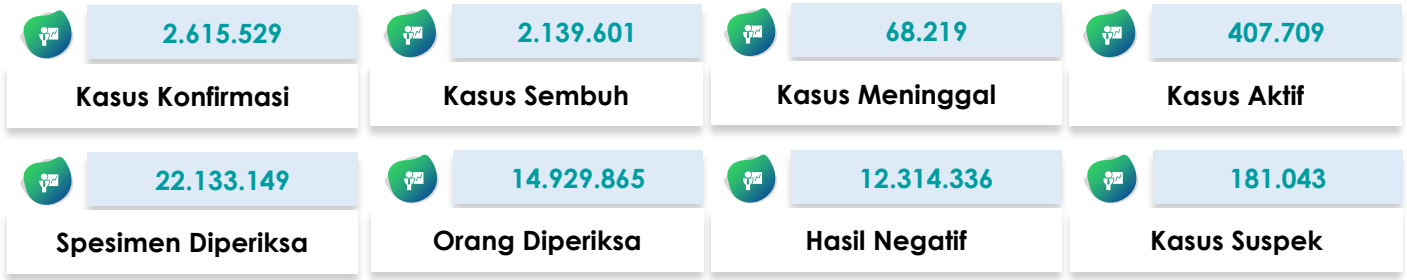 2.615.529
Kasus Konfirmasi
2.139.601
Kasus Sembuh
68.219
Kasus Meninggal
407.709
Kasus Aktif
22.133.149
Spesimen Diperiksa
14.929.865
Orang Diperiksa
12.314.336
Hasil Negatif
181.043
Kasus Suspek